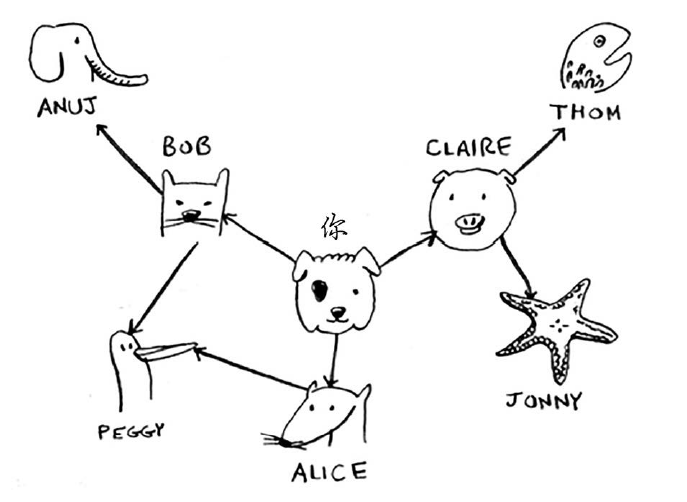 ANUJ
THOM
BOB
CLAIRE
你
JONNY
PEGGY
ALICE